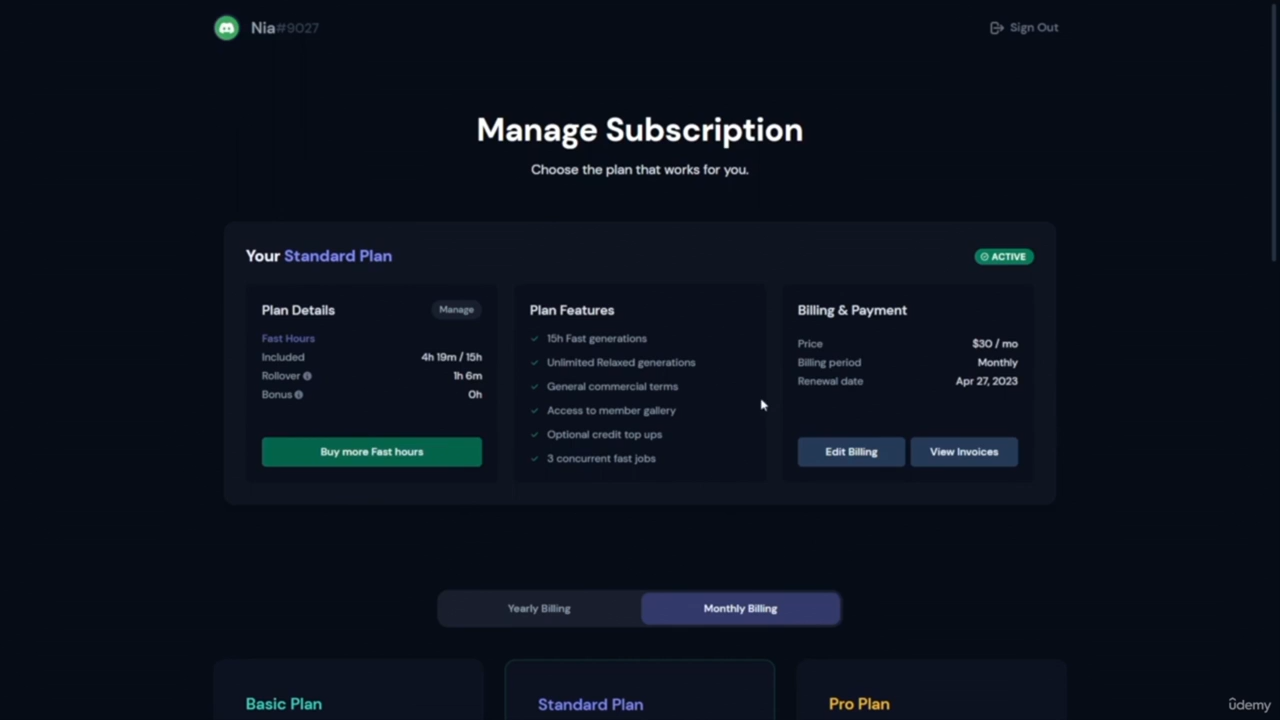 Nia#9027
Sign Out
Manage Subscription
Choose the plan that works for you.
Your Standard Plan
ACTIVE
Plan Details
Manage
Fast Hours
Included
4h 19m / 15h
Rollover
1h 6m
Bonus
0h
Buy more Fast hours
Plan Features
15h Fast generations
Unlimited Relaxed generations
General commercial terms
Access to member gallery
Optional credit top ups
3 concurrent fast jobs
Billing & Payment
Price
$30 / mo
Billing period
Monthly
Renewal date
Apr 27, 2023
Edit Billing
View Invoices
Yearly Billing
Monthly Billing
Basic Plan
Standard Plan
Pro Plan
ûdemy